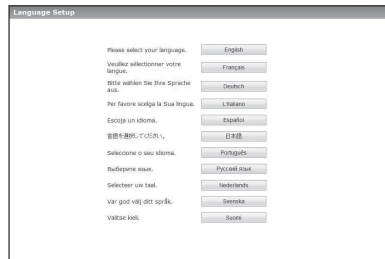 Language Setup
Please select your language. English
Veuillez sélectionner votre
langue. Français
Bitte wählen Sie Ihre Sprache
aus. Deutsch
Per favore scelga la Sua lingua. L'italiano
Escoja un idioma. Español
言語を選択してください。 日本語
Seleccione o seu idioma. Português
Выберите язык. Русский язык
Selecteer uw taal. Nederlands
Var god välj ditt språk. Svenska
Valitse kieli. Suomi